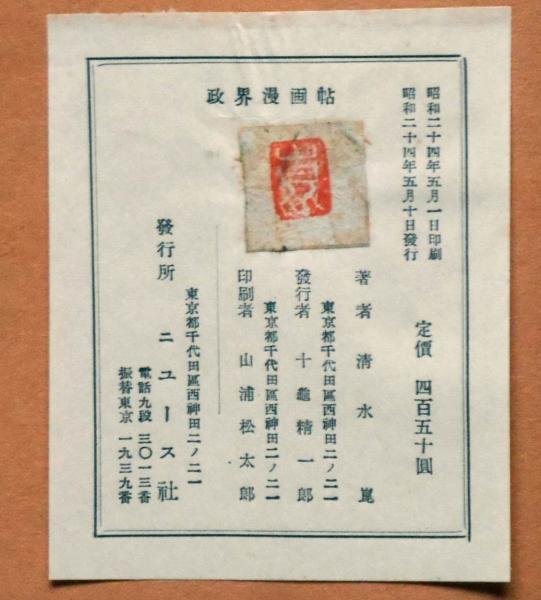 政界漫画帖
昭和二十四年五月一日印刷
昭和二十四年五月十日發行
定價 四百五十圓
著者 清水崑
東京都千代田區西神田二ノ二一
發行者 十龜精一郎
東京都千代田區西神田二ノ二一
印刷者 山浦松太郎
東京都千代田區西神田二ノ二一
發行所 ニユース社
電話九段 三〇一三番
振替東京 一九三九番